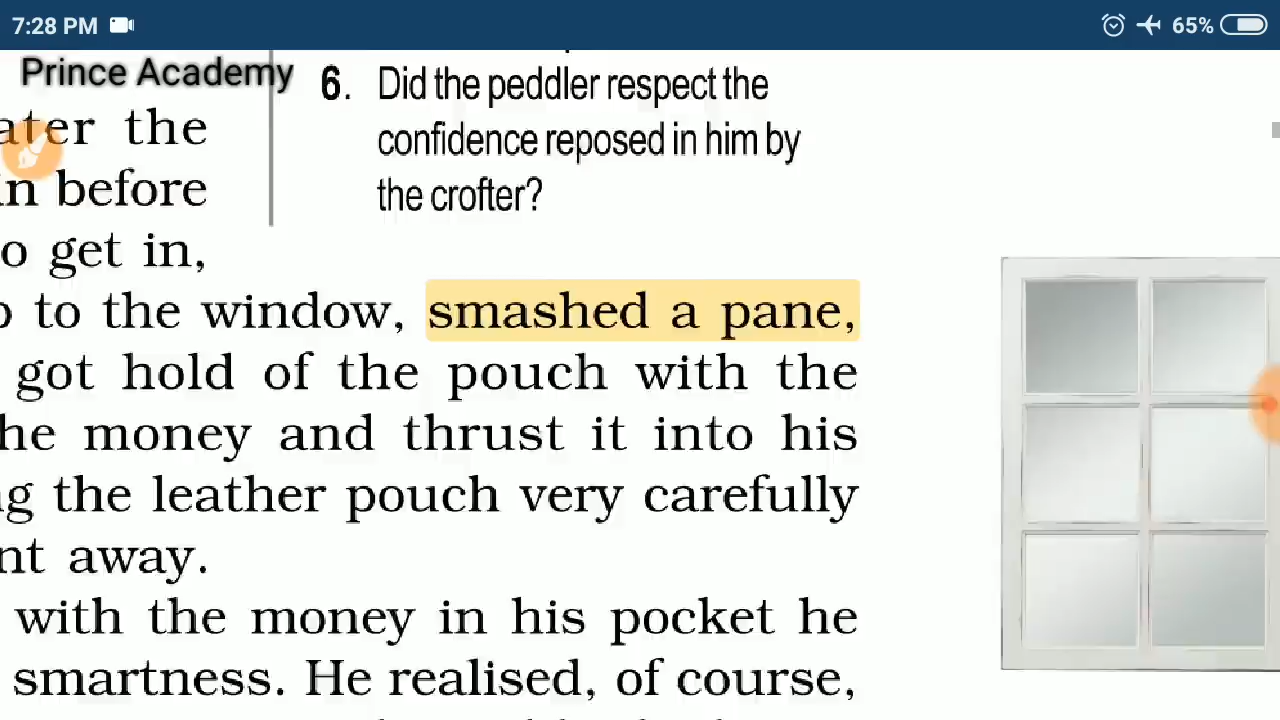 7:28 PM 65%
Prince Academy
6. Did the peddler respect the
confidence reposed in him by
the crofter?
the
in before
to get in,
to the window, smashed a pane,
got hold of the pouch with the
the money and thrust it into his
the leather pouch very carefully
away.
with the money in his pocket he
smartness. He realised, of course,